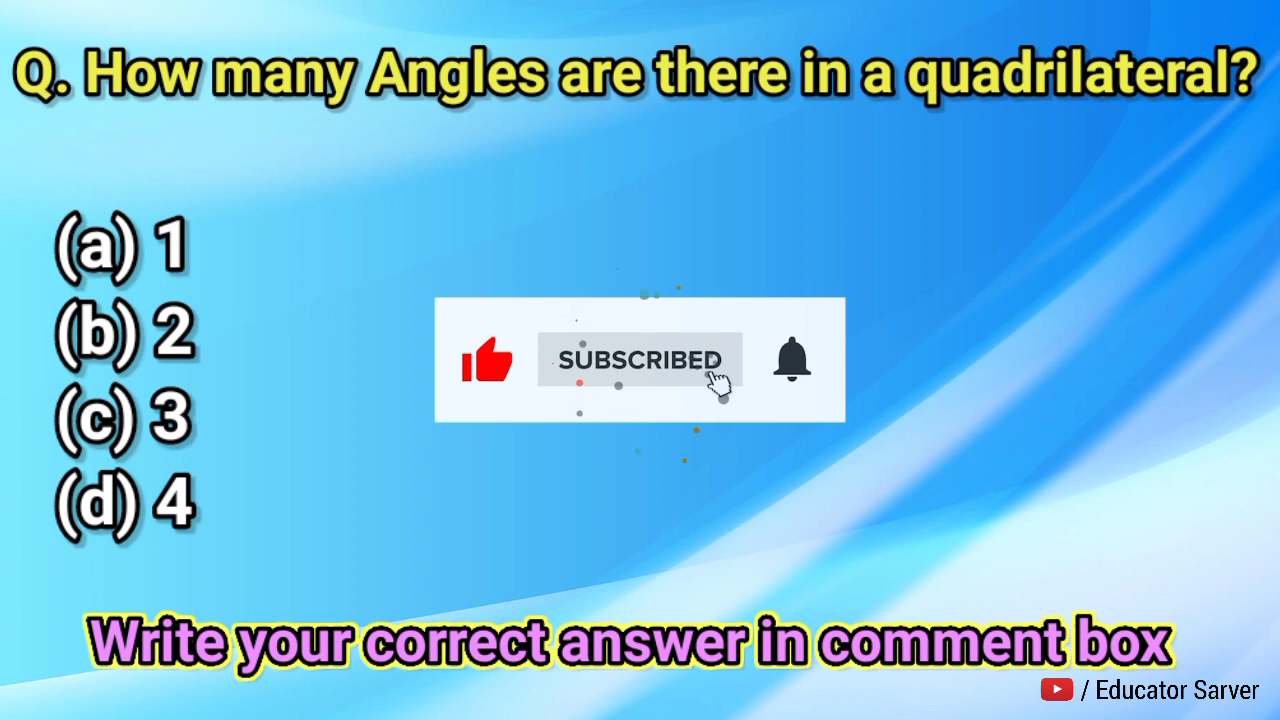 Q. How many Angles are there in a quadrilateral?
(a) 1
(b) 2
(c) 3
(d) 4
SUBSCRIBED
Write your correct answer in comment box
/ Educator Sarver